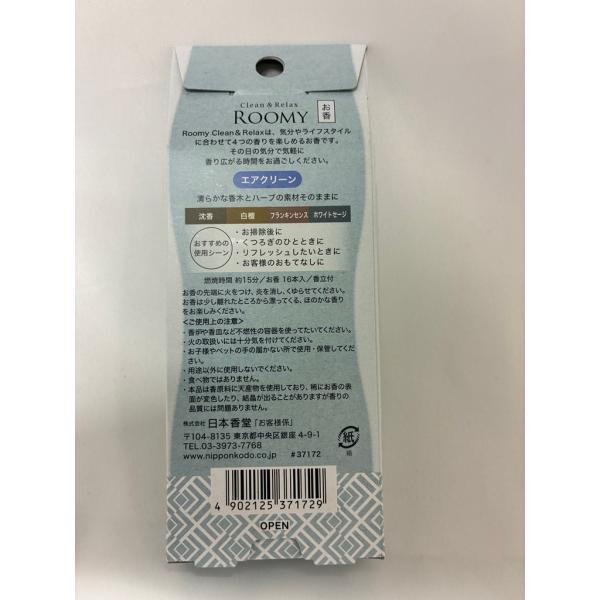 Clean & Relax
ROOMY
お香
Roomy Clean & Relaxは、気分やライフスタイル
に合わせて4つの香りを楽しめるお香です。
その日の気分で気軽に
香り広がる時間をお過ごしください。
エアクリーン
清らかな香木とハーブの素材そのままに
沈香 白檀 フランキンセンス ホワイトセージ
おすすめの
使用シーン
・お掃除後に
・くつろぎのひとときに
・リフレッシュしたいときに
・お客様のおもてなしに
燃焼時間 約15分／お香 16本入／香立付
お香の先端に火をつけ、炎を消し、くゆらせてください。
お香は少し離れたところから漂ってくる、ほのかな香り
をお楽しみください。
＜ご使用上の注意＞
・香炉や香皿など不燃性の容器を使ってたいてください。
・火の取扱いには十分気を付けてください。
・お子様やペットの手の届かない所で使用・保管してくだ
さい。
・用途以外に使用しないでください。
・食べ物ではありません。
・本品は香原料に天産物を使用しており、稀にお香の表
面が変色したり、結晶が出ることがありますが香りの
品質には問題ありません。
株式会社 日本香堂「お客様係」
〒104-8135 東京都中央区銀座 4-9-1
TEL.03-3973-7768
www.nipponkodo.co.jp #37172
紙
箱
4 902125 371729
OPEN